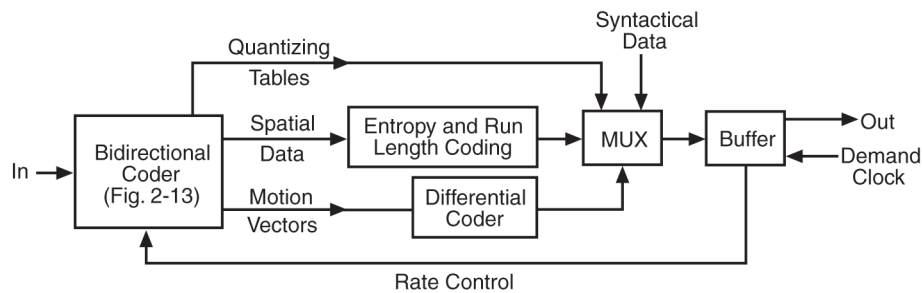 Quantizing
Tables
Syntactical
Data
In
Bidirectional
Coder
(Fig. 2-13)
Spatial
Data
Entropy and Run
Length Coding
MUX
Buffer
Out
Demand
Clock
Motion
Vectors
Differential
Coder
Rate Control